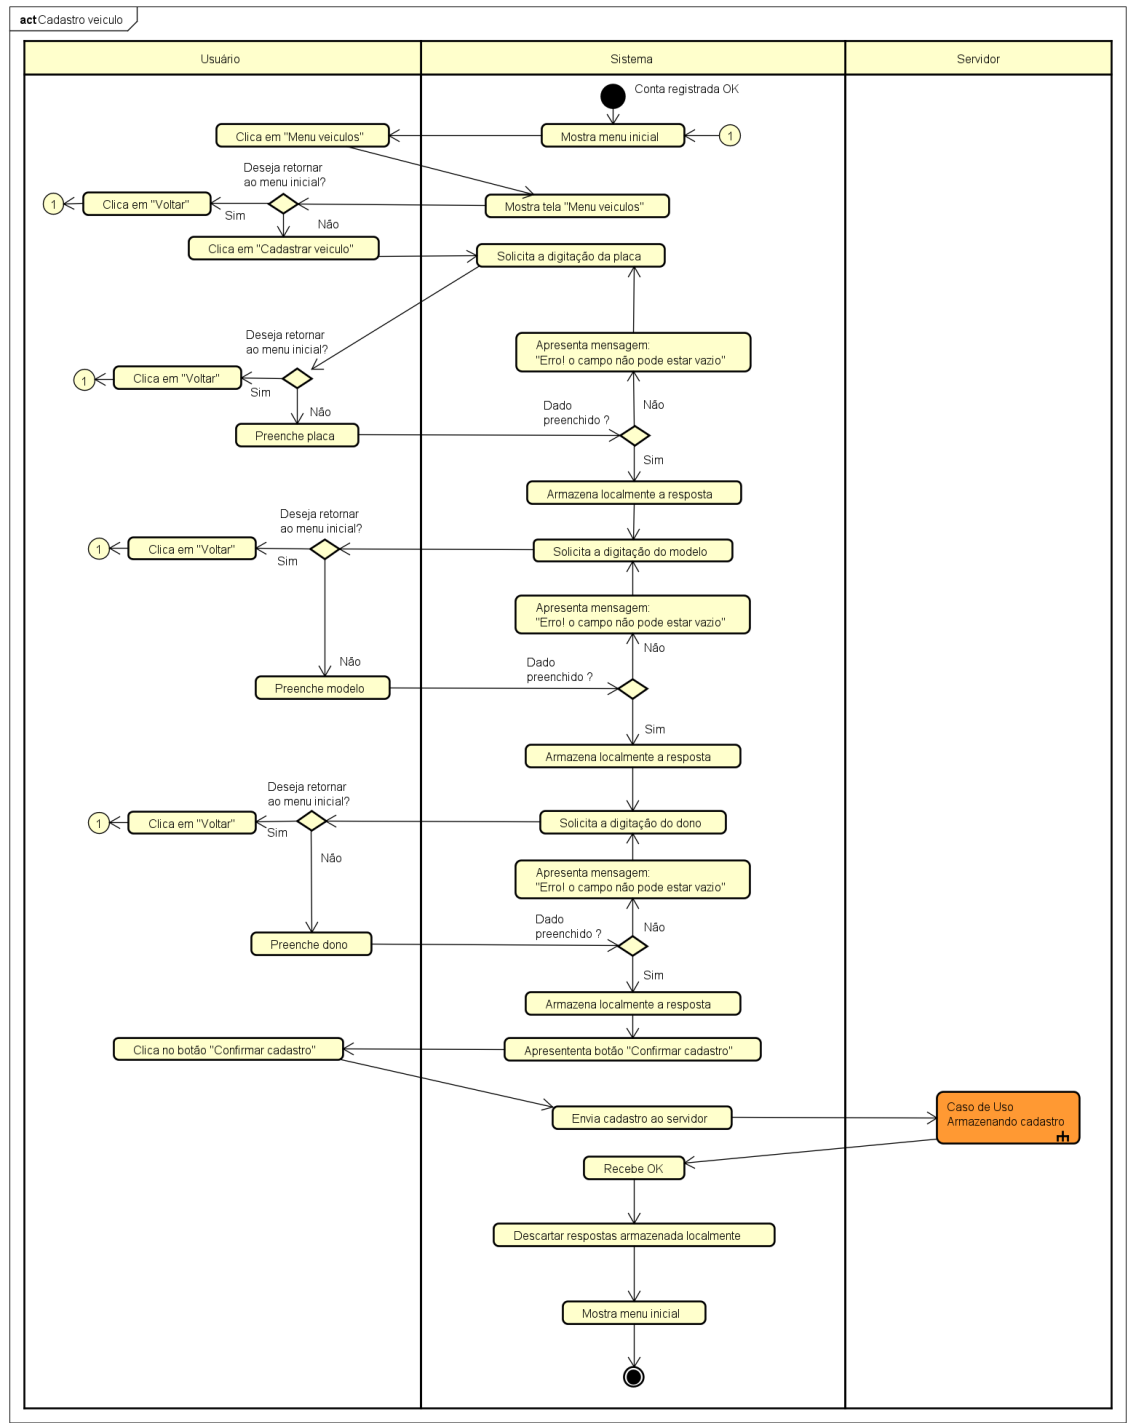 act Cadastro veiculo
Usuário
Sistema
Servidor
Conta registrada OK
Clica em "Menu veiculos"
Mostra menu inicial
1
Deseja retornar
ao menu inicial?
1
Clica em "Voltar"
Sim
Mostra tela "Menu veiculos"
Não
Clica em "Cadastrar veiculo"
Solicita a digitação da placa
Deseja retornar
ao menu inicial?
Apresenta mensagem:
"Erro! o campo não pode estar vazio"
1
Clica em "Voltar"
Sim
Não
Dado
preenchido ?
Não
Preenche placa
Sim
Armazena localmente a resposta
Deseja retornar
ao menu inicial?
1
Clica em "Voltar"
Sim
Solicita a digitação do modelo
Apresenta mensagem:
"Erro! o campo não pode estar vazio"
Não
Não
Dado
preenchido ?
Preenche modelo
Sim
Armazena localmente a resposta
Deseja retornar
ao menu inicial?
1
Clica em "Voltar"
Sim
Solicita a digitação do dono
Não
Apresenta mensagem:
"Erro! o campo não pode estar vazio"
Dado
preenchido ?
Não
Preenche dono
Sim
Armazena localmente a resposta
Clica no botão "Confirmar cadastro"
Apresententa botão "Confirmar cadastro"
Envia cadastro ao servidor
Caso de Uso
Armazenando cadastro
Recebe OK
Descartar respostas armazenada localmente
Mostra menu inicial